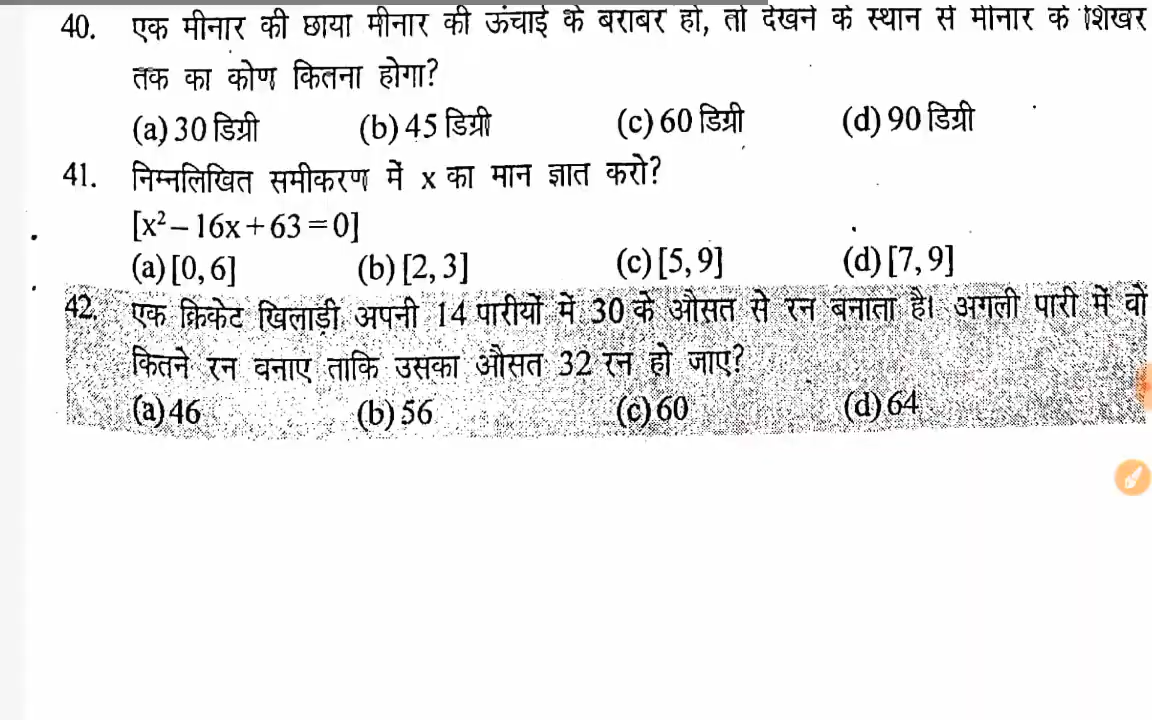 40. एक मीनार की छाया मीनार की ऊंचाई के बराबर हो, तो देखने के स्थान से मीनार के शिखर
तक का कोण कितना होगा?
(a) 30 डिग्री (b) 45 डिग्री (c) 60 डिग्री (d) 90 डिग्री
41. निम्नलिखित समीकरण में x का मान ज्ञात करो?
[x² – 16x + 63 = 0]
(a) [0, 6] (b) [2, 3] (c) [5, 9] (d) [7, 9]
42. एक क्रिकेट खिलाड़ी अपनी 14 पारीयों में 30 के औसत से रन बनाता है। अगली पारी में वो
कितने रन बनाए ताकि उसका औसत 32 रन हो जाए?
(a) 46 (b) 56 (c) 60 (d) 64